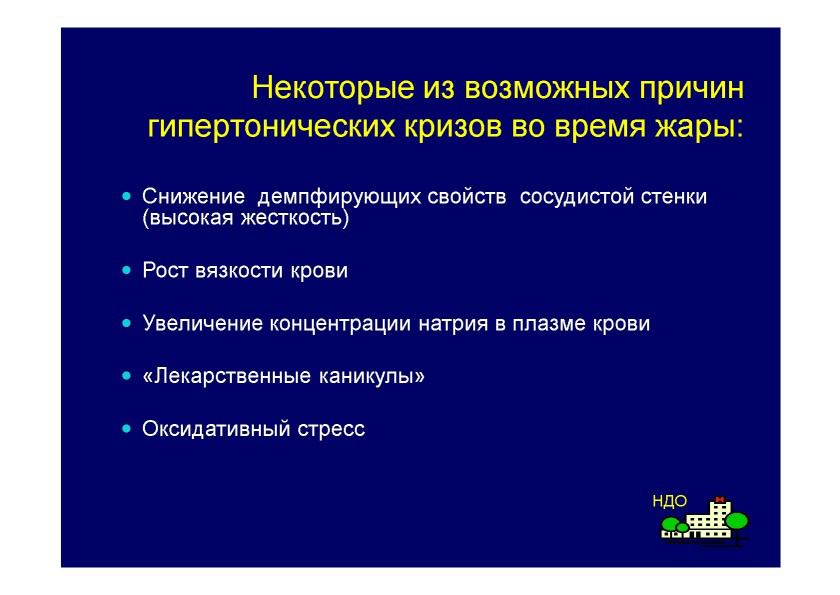 Некоторые из возможных причин
гипертонических кризов во время жары:
Снижение демпфирующих свойств сосудистой стенки
(высокая жесткость)
Рост вязкости крови
Увеличение концентрации натрия в плазме крови
«Лекарственные каникулы»
Оксидативный стресс
НДО